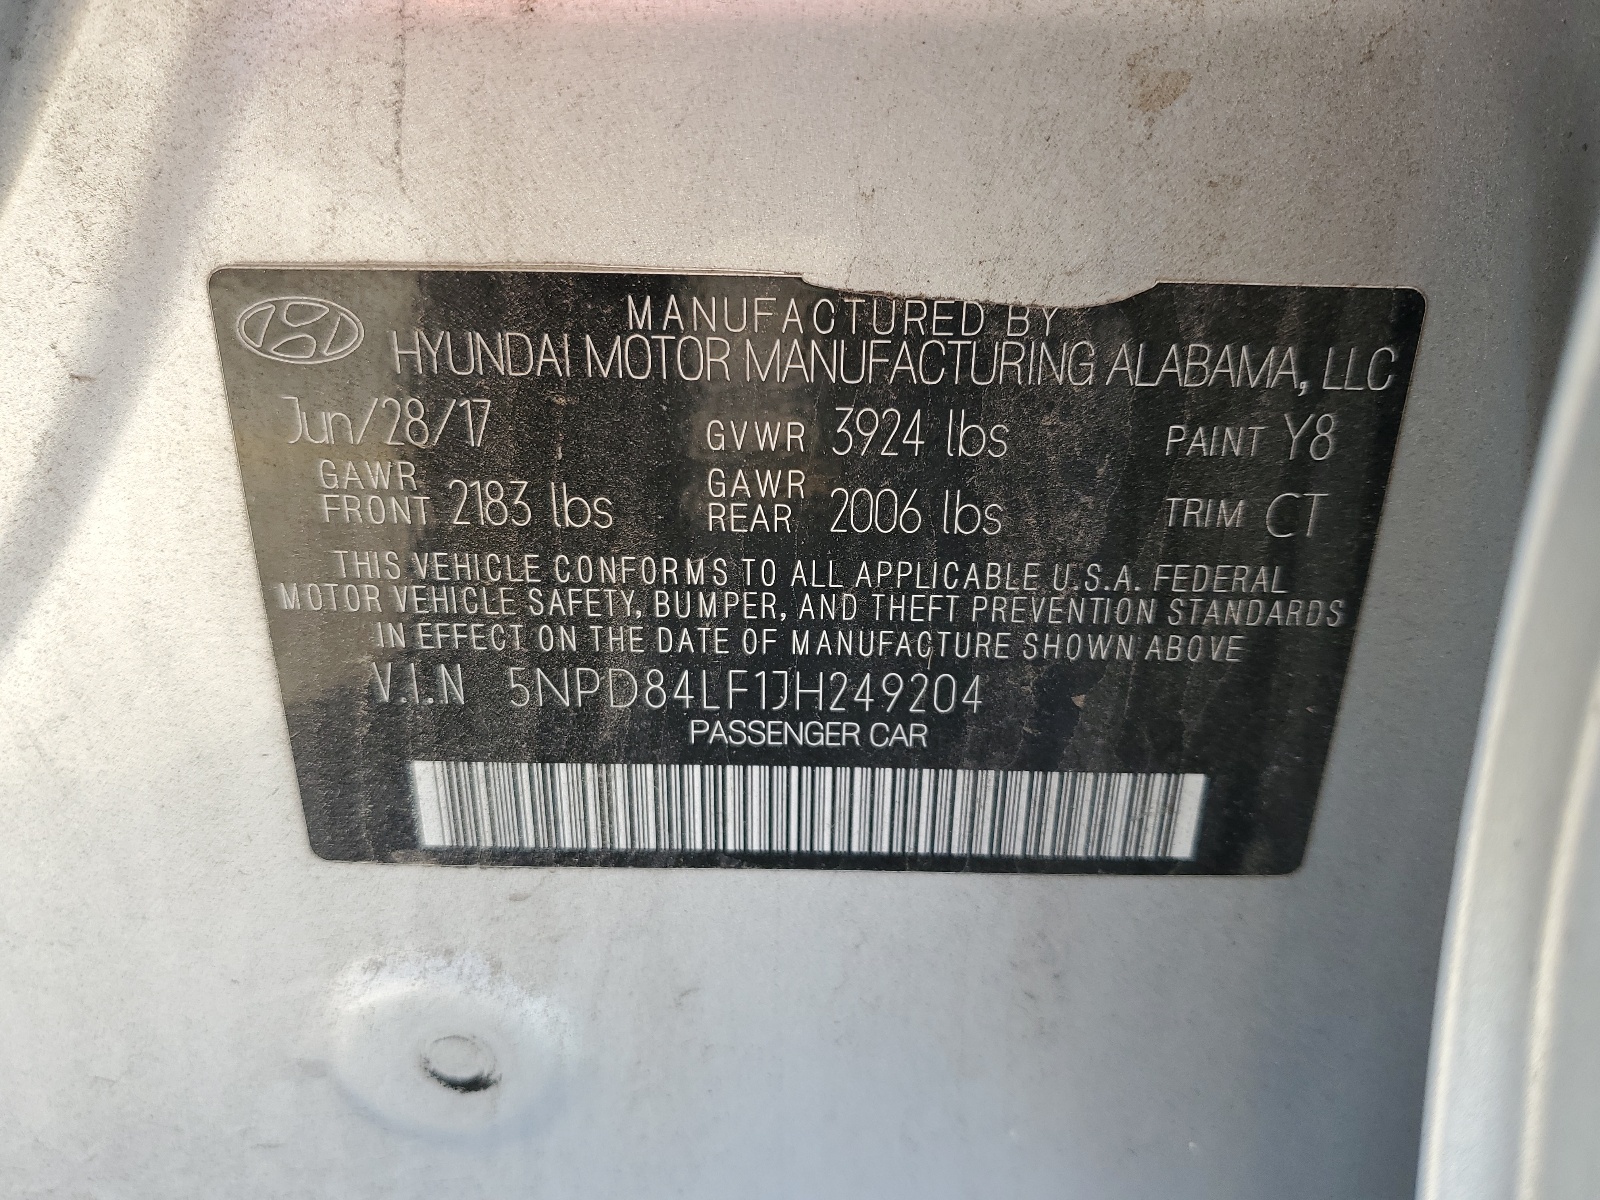 MANUFACTURED BY
HYUNDAI MOTOR MANUFACTURING ALABAMA, LLC
Jun/28/17 GVWR 3924 lbs PAINT Y8
GAWR FRONT 2183 lbs GAWR REAR 2006 lbs TRIM CT
THIS VEHICLE CONFORMS TO ALL APPLICABLE U.S.A. FEDERAL
MOTOR VEHICLE SAFETY, BUMPER, AND THEFT PREVENTION STANDARDS
IN EFFECT ON THE DATE OF MANUFACTURE SHOWN ABOVE
V.I.N 5NPD84LF1JH249204
PASSENGER CAR